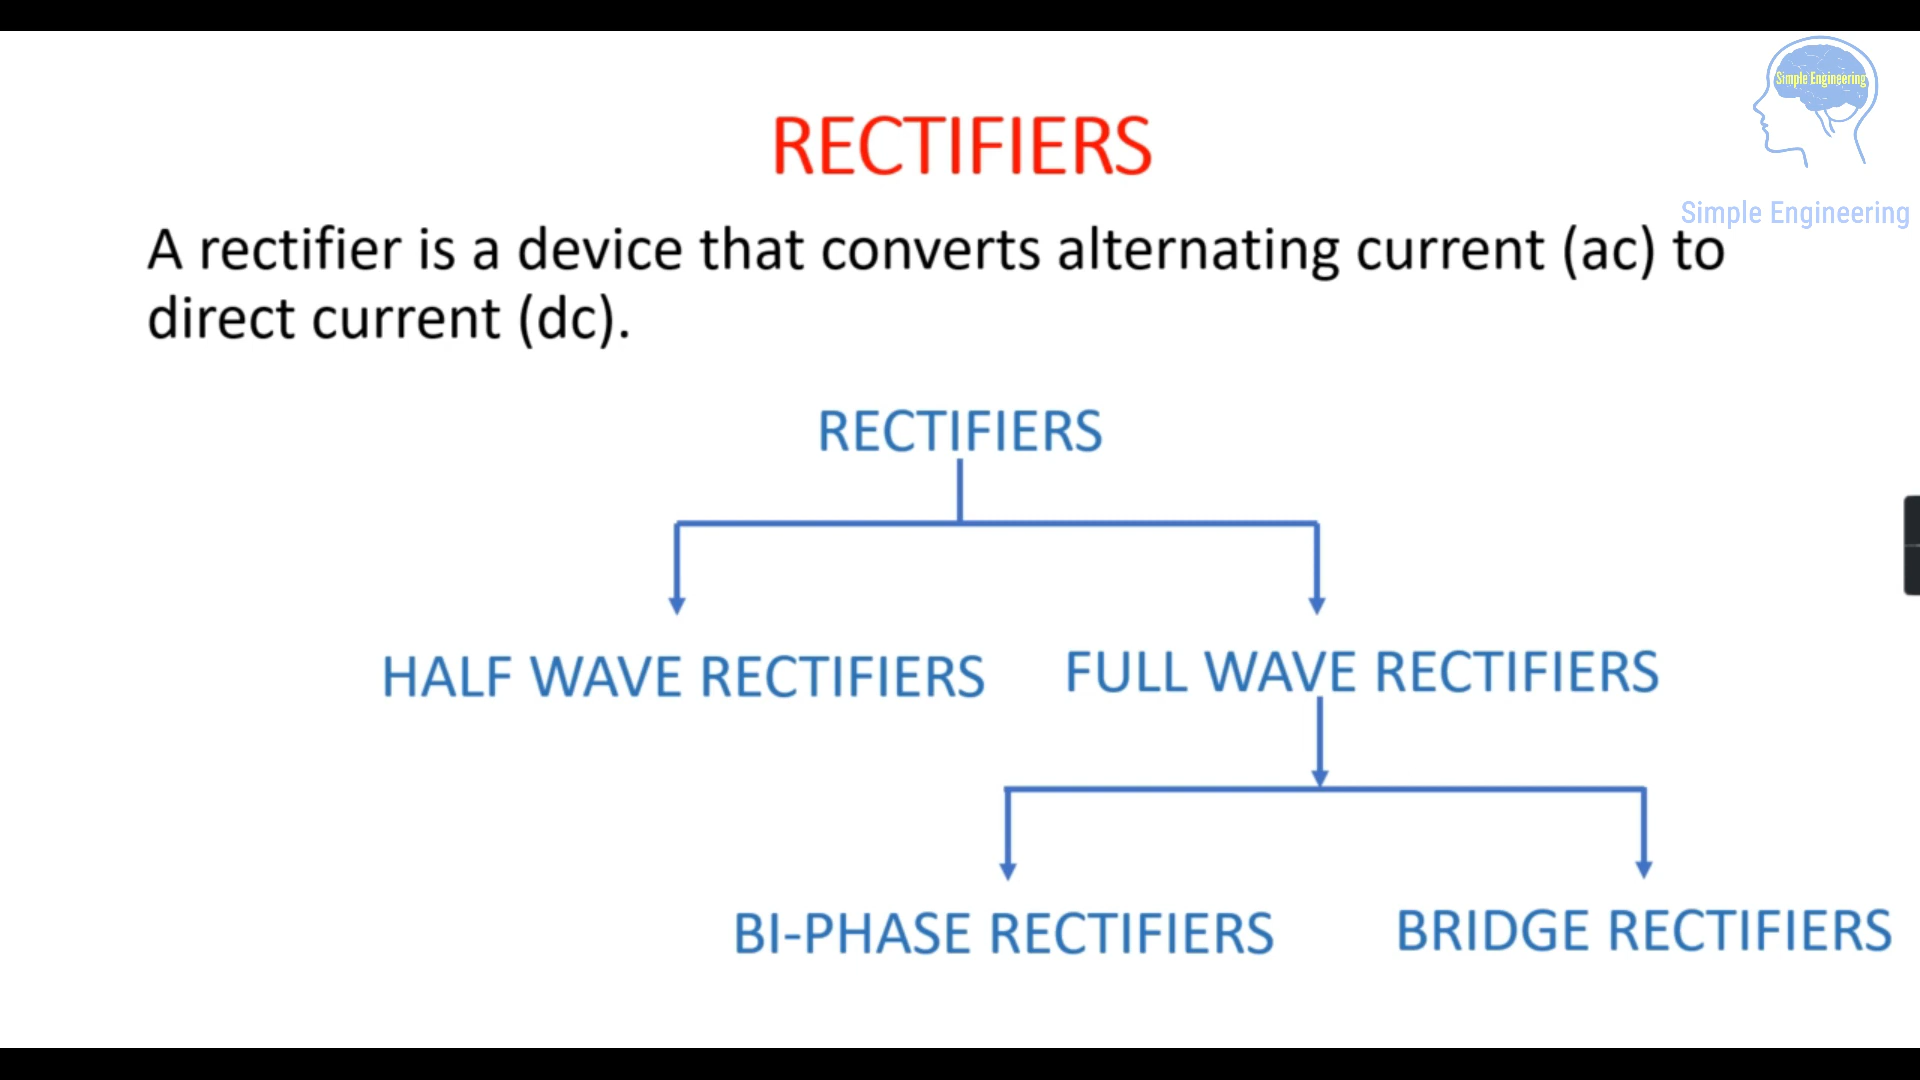 Simple Engineering
Simple Engineering
RECTIFIERS
A rectifier is a device that converts alternating current (ac) to
direct current (dc).
RECTIFIERS
HALF WAVE RECTIFIERS
FULL WAVE RECTIFIERS
BI-PHASE RECTIFIERS
BRIDGE RECTIFIERS